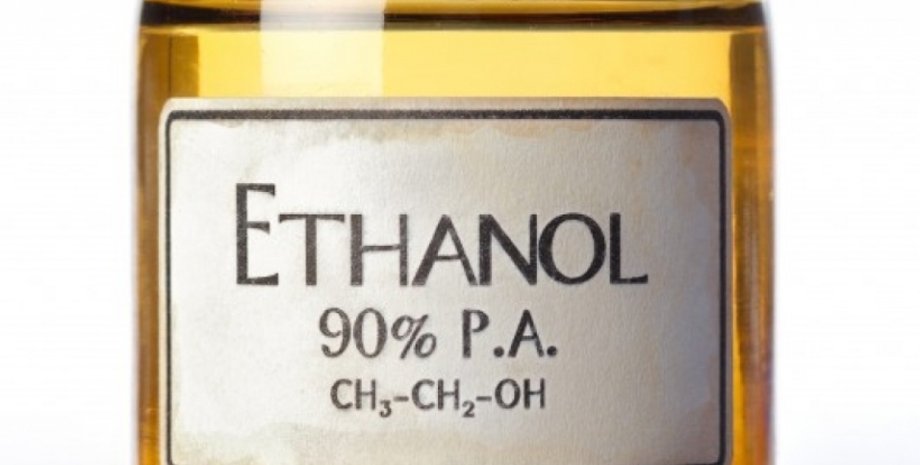 ETHANOL
90% P.A.
CH₃-CH₂-OH